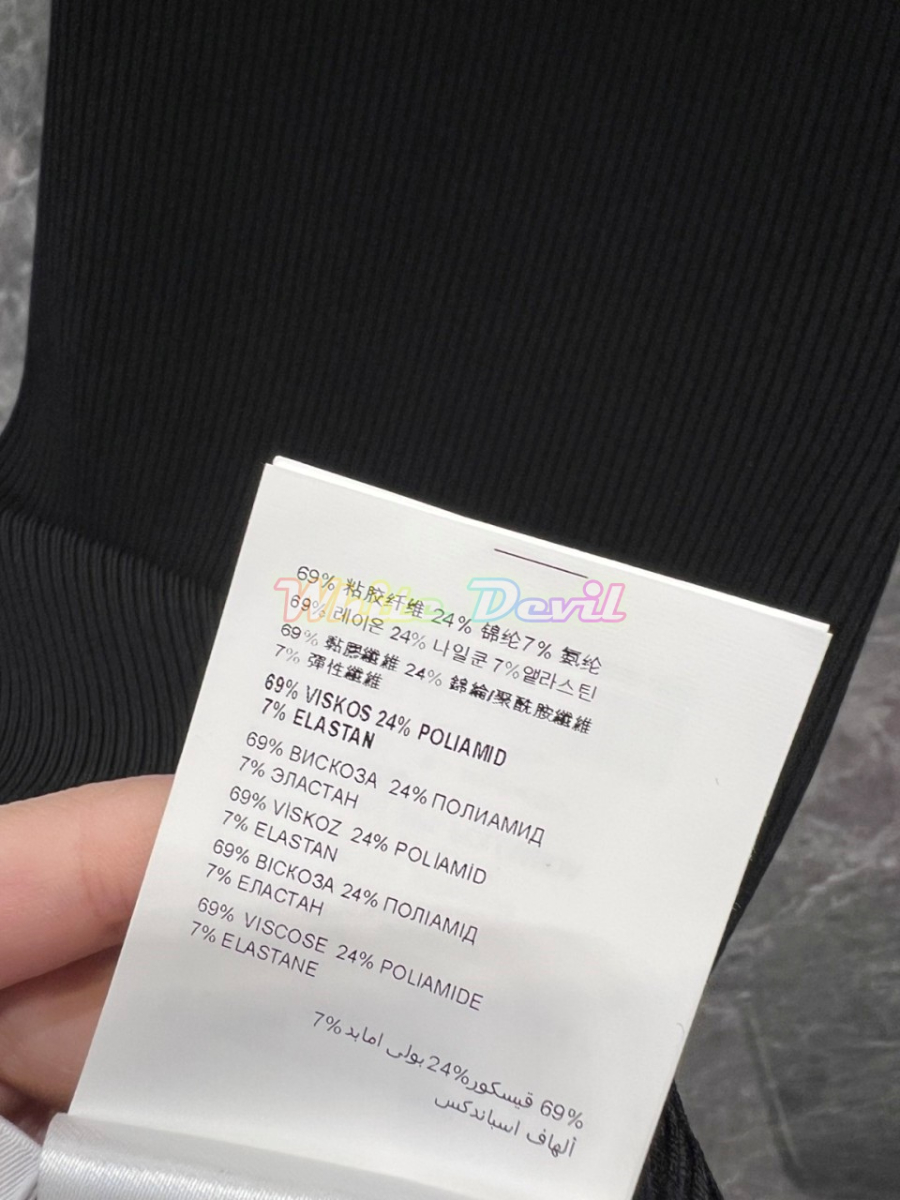 White Devil
69% 粘胶纤维 24% 锦纶7% 氨纶
69% 레이온 24% 나일론 7%엘라스틴
69% 黏膠纖維 24% 錦綸/聚酰胺纖維
7% 彈性纖維
69% VISKOS 24% POLIAMID
7% ELASTAN
69% ВИСКОЗА 24% ПОЛИАМИД
7% ЭЛАСТАН
69% VİSKOZ 24% POLİAMİD
7% ELASTAN
69% ВІСКОЗА 24% ПОЛІАМІД
7% ЕЛАСТАН
69% VISCOSE 24% POLIAMIDE
7% ELASTANE
69% ڤيسكوز24% بولى امايد 7%
ألهاف اسباندكس